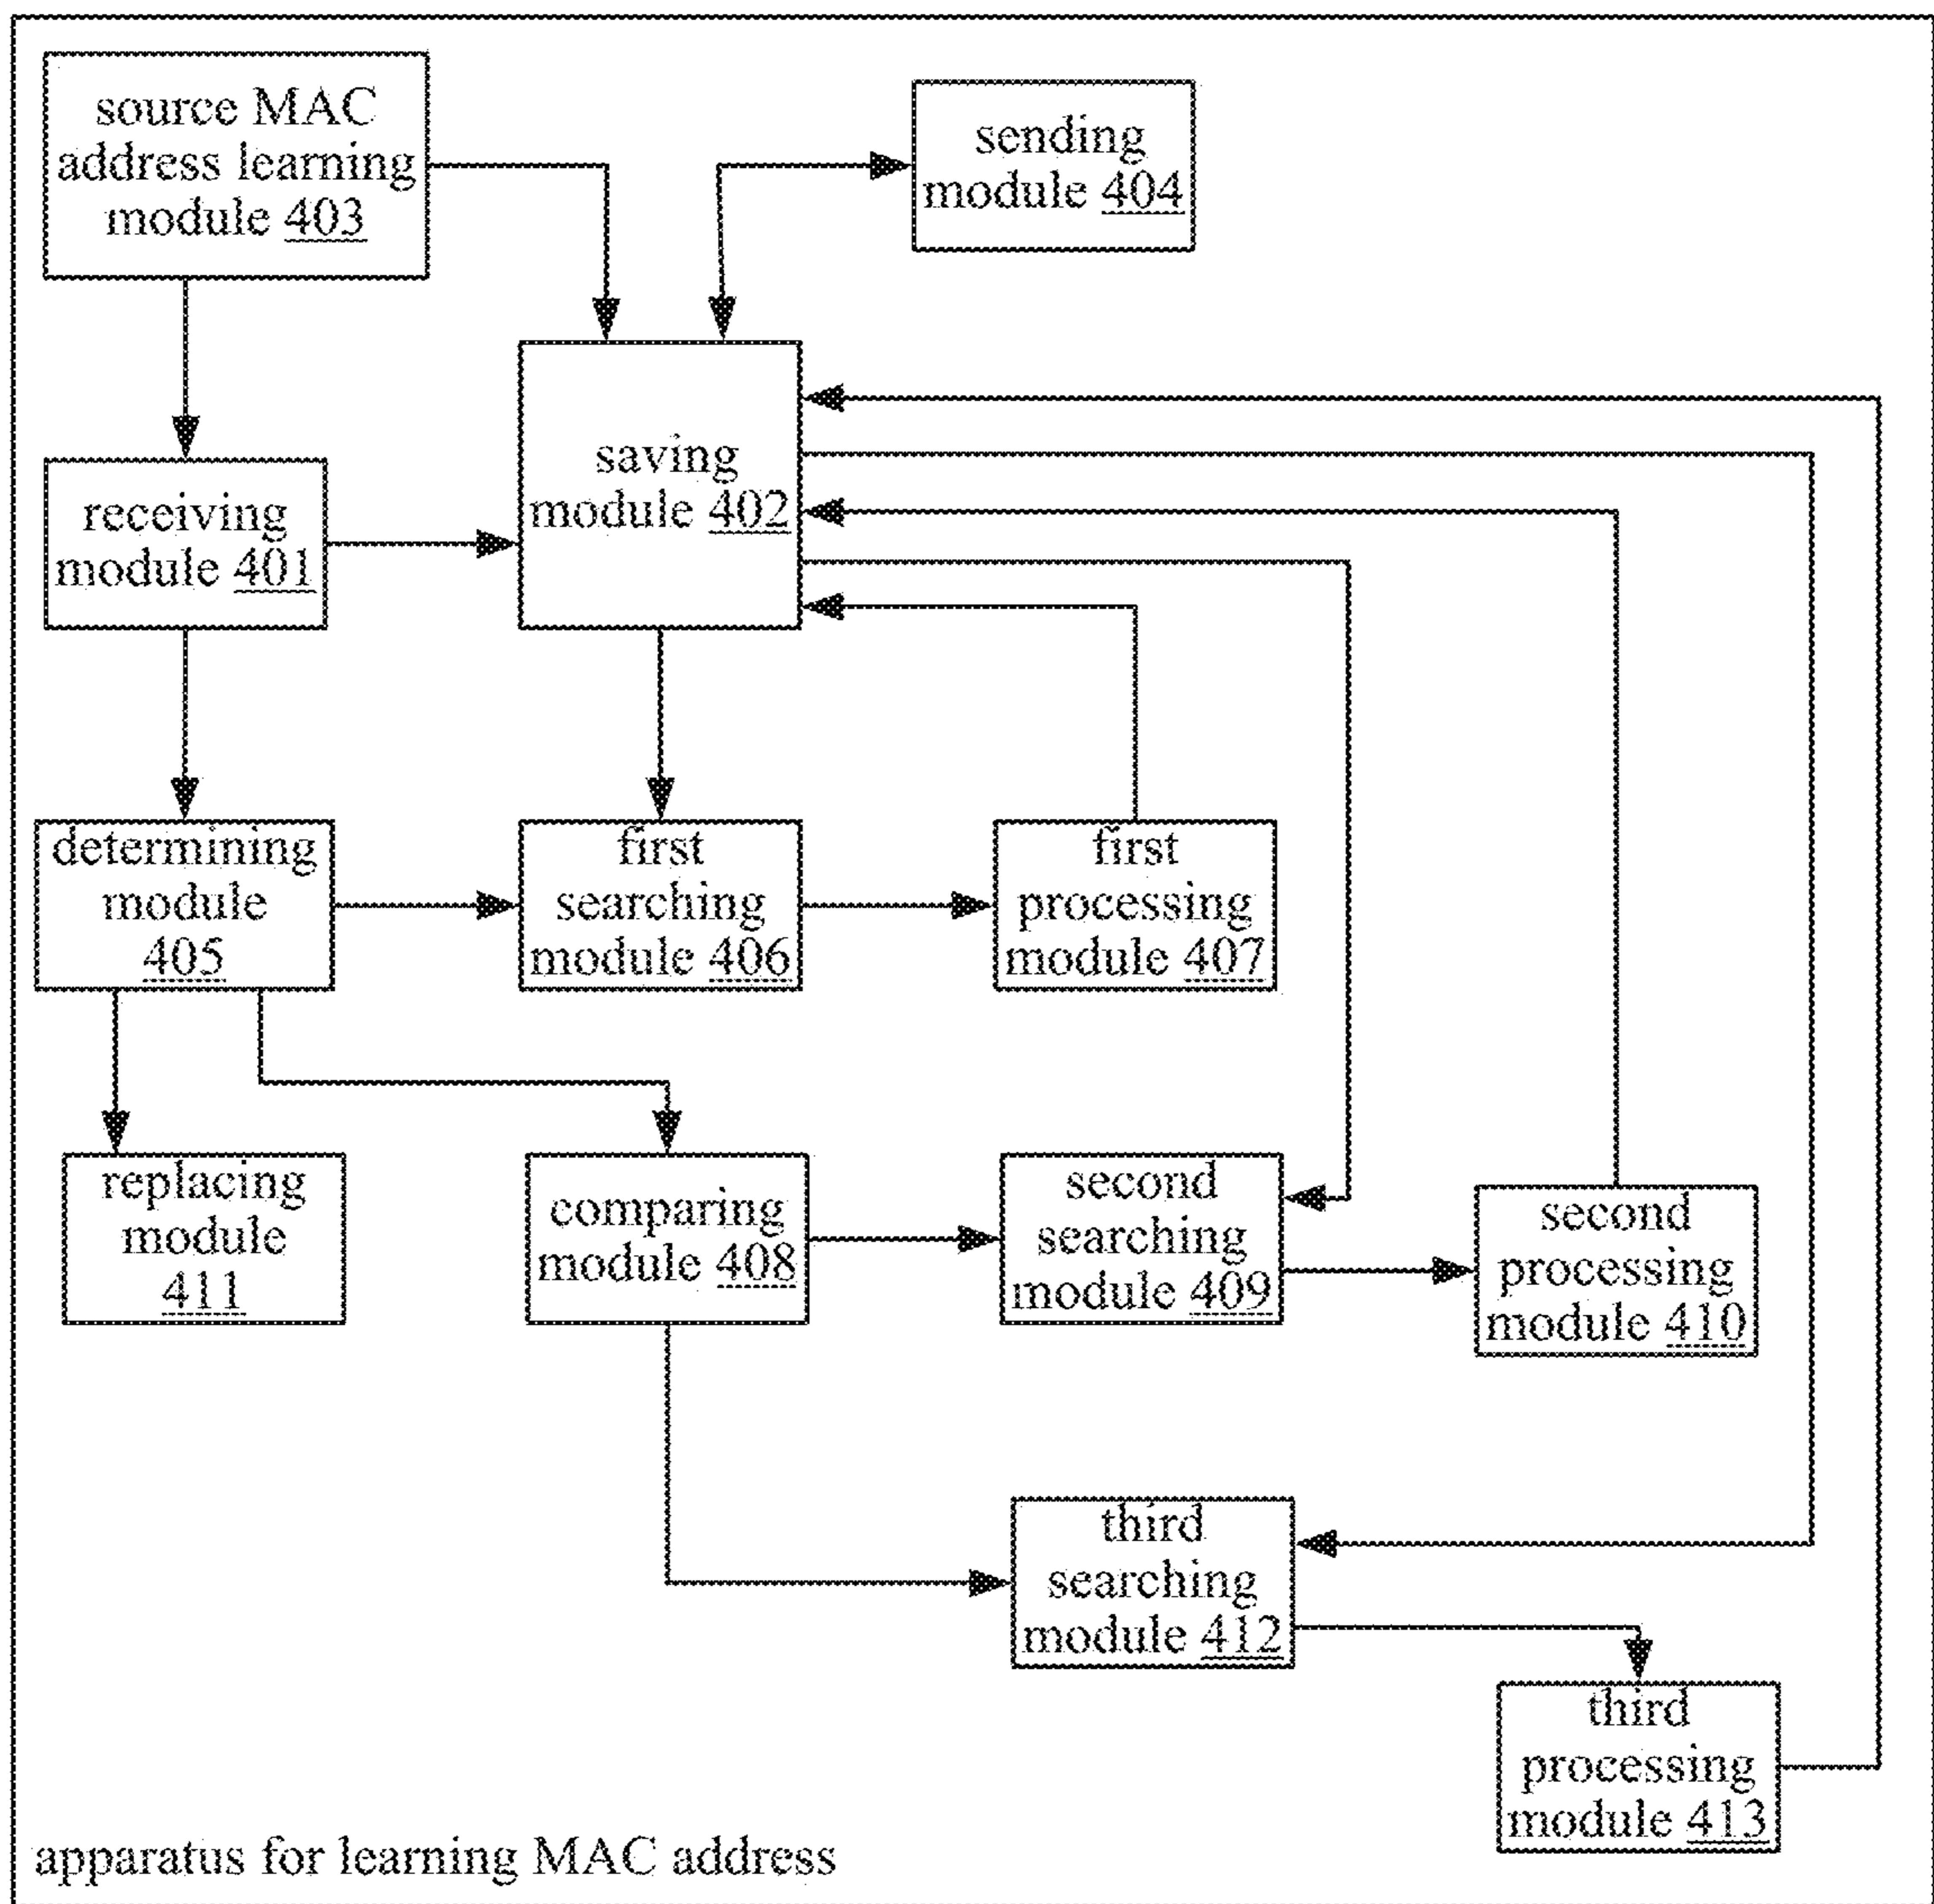 source MAC
address learning
module 403
sending
module 404
saving
module 402
receiving
module 401
determining
module
405
first
searching
module 406
first
processing
module 407
replacing
module
411
comparing
module 408
second
searching
module 409
second
processing
module 410
third
searching
module 412
third
processing
module 413
apparatus for learning MAC address